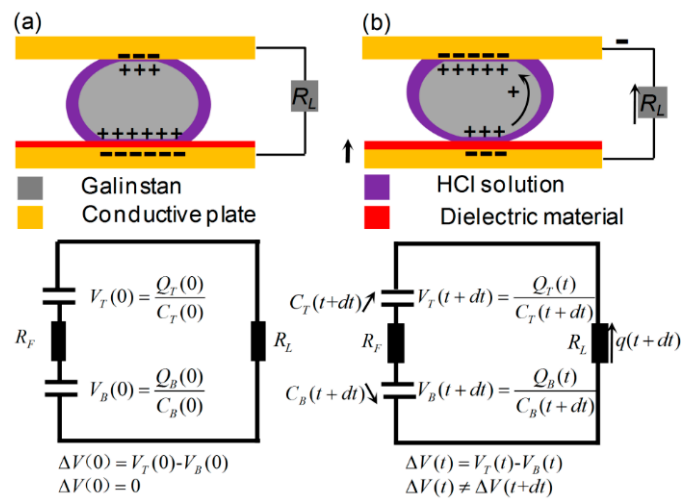 (a)
− − −
+ + +
R_L
+ + + + + +
− − − − − −
(b)
−
− − − − −
+ + + + +
+
R_L
+ + +
− − −
Galinstan
HCl solution
Conductive plate
Dielectric material
V_T(0) = Q_T(0) / C_T(0)
R_F
R_L
V_B(0) = Q_B(0) / C_B(0)
ΔV(0) = V_T(0)-V_B(0)
ΔV(0) = 0
C_T(t+dt)
V_T(t+dt) = Q_T(t) / C_T(t+dt)
R_F
R_L
q(t+dt)
C_B(t+dt)
V_B(t+dt) = Q_B(t) / C_B(t+dt)
ΔV(t) = V_T(t)-V_B(t)
ΔV(t) ≠ ΔV(t+dt)